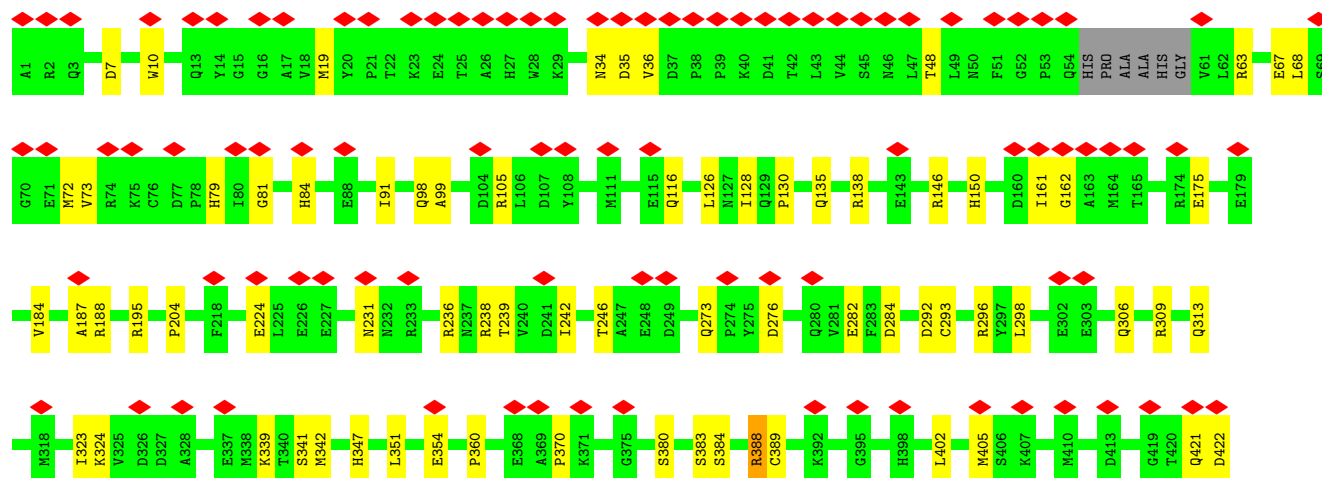 A1 R2 Q3 D7 W10 Q13 Y14 G15 G16 A17 V18 M19 Y20 P21 T22 K23 E24 T25 A26 H27 W28 K29 N34 D35 V36 D37 P38 P39 K40 D41 T42 L43 V44 S45 N46 L47 T48 L49 N50 F51 G52 P53 Q54 HIS PRO ALA ALA HIS GLY V61 L62 R63 E67 L68 S69
G70 E71 M72 V73 R74 K75 C76 D77 P78 H79 I80 G81 H84 E88 I91 Q98 A99 D104 R105 L106 D107 Y108 M111 E115 Q116 L126 N127 I128 Q129 P130 Q135 R138 E143 R146 H150 D160 I161 G162 A163 M164 T165 R174 E175 E179
V184 A187 R188 R195 P204 F218 E224 L225 E226 E227 N231 N232 R233 R236 N237 R238 T239 V240 D241 I242 T246 A247 E248 D249 Q273 P274 Y275 D276 Q280 V281 E282 F283 D284 D292 C293 R296 Y297 L298 E302 E303 Q306 R309 Q313
M318 I323 K324 V325 D326 D327 A328 E337 M338 K339 T340 S341 M342 H347 L351 E354 P360 E368 A369 P370 K371 G375 S380 S383 S384 R388 C389 K392 G395 H398 L402 M405 S406 K407 M410 D413 G419 T420 Q421 D422